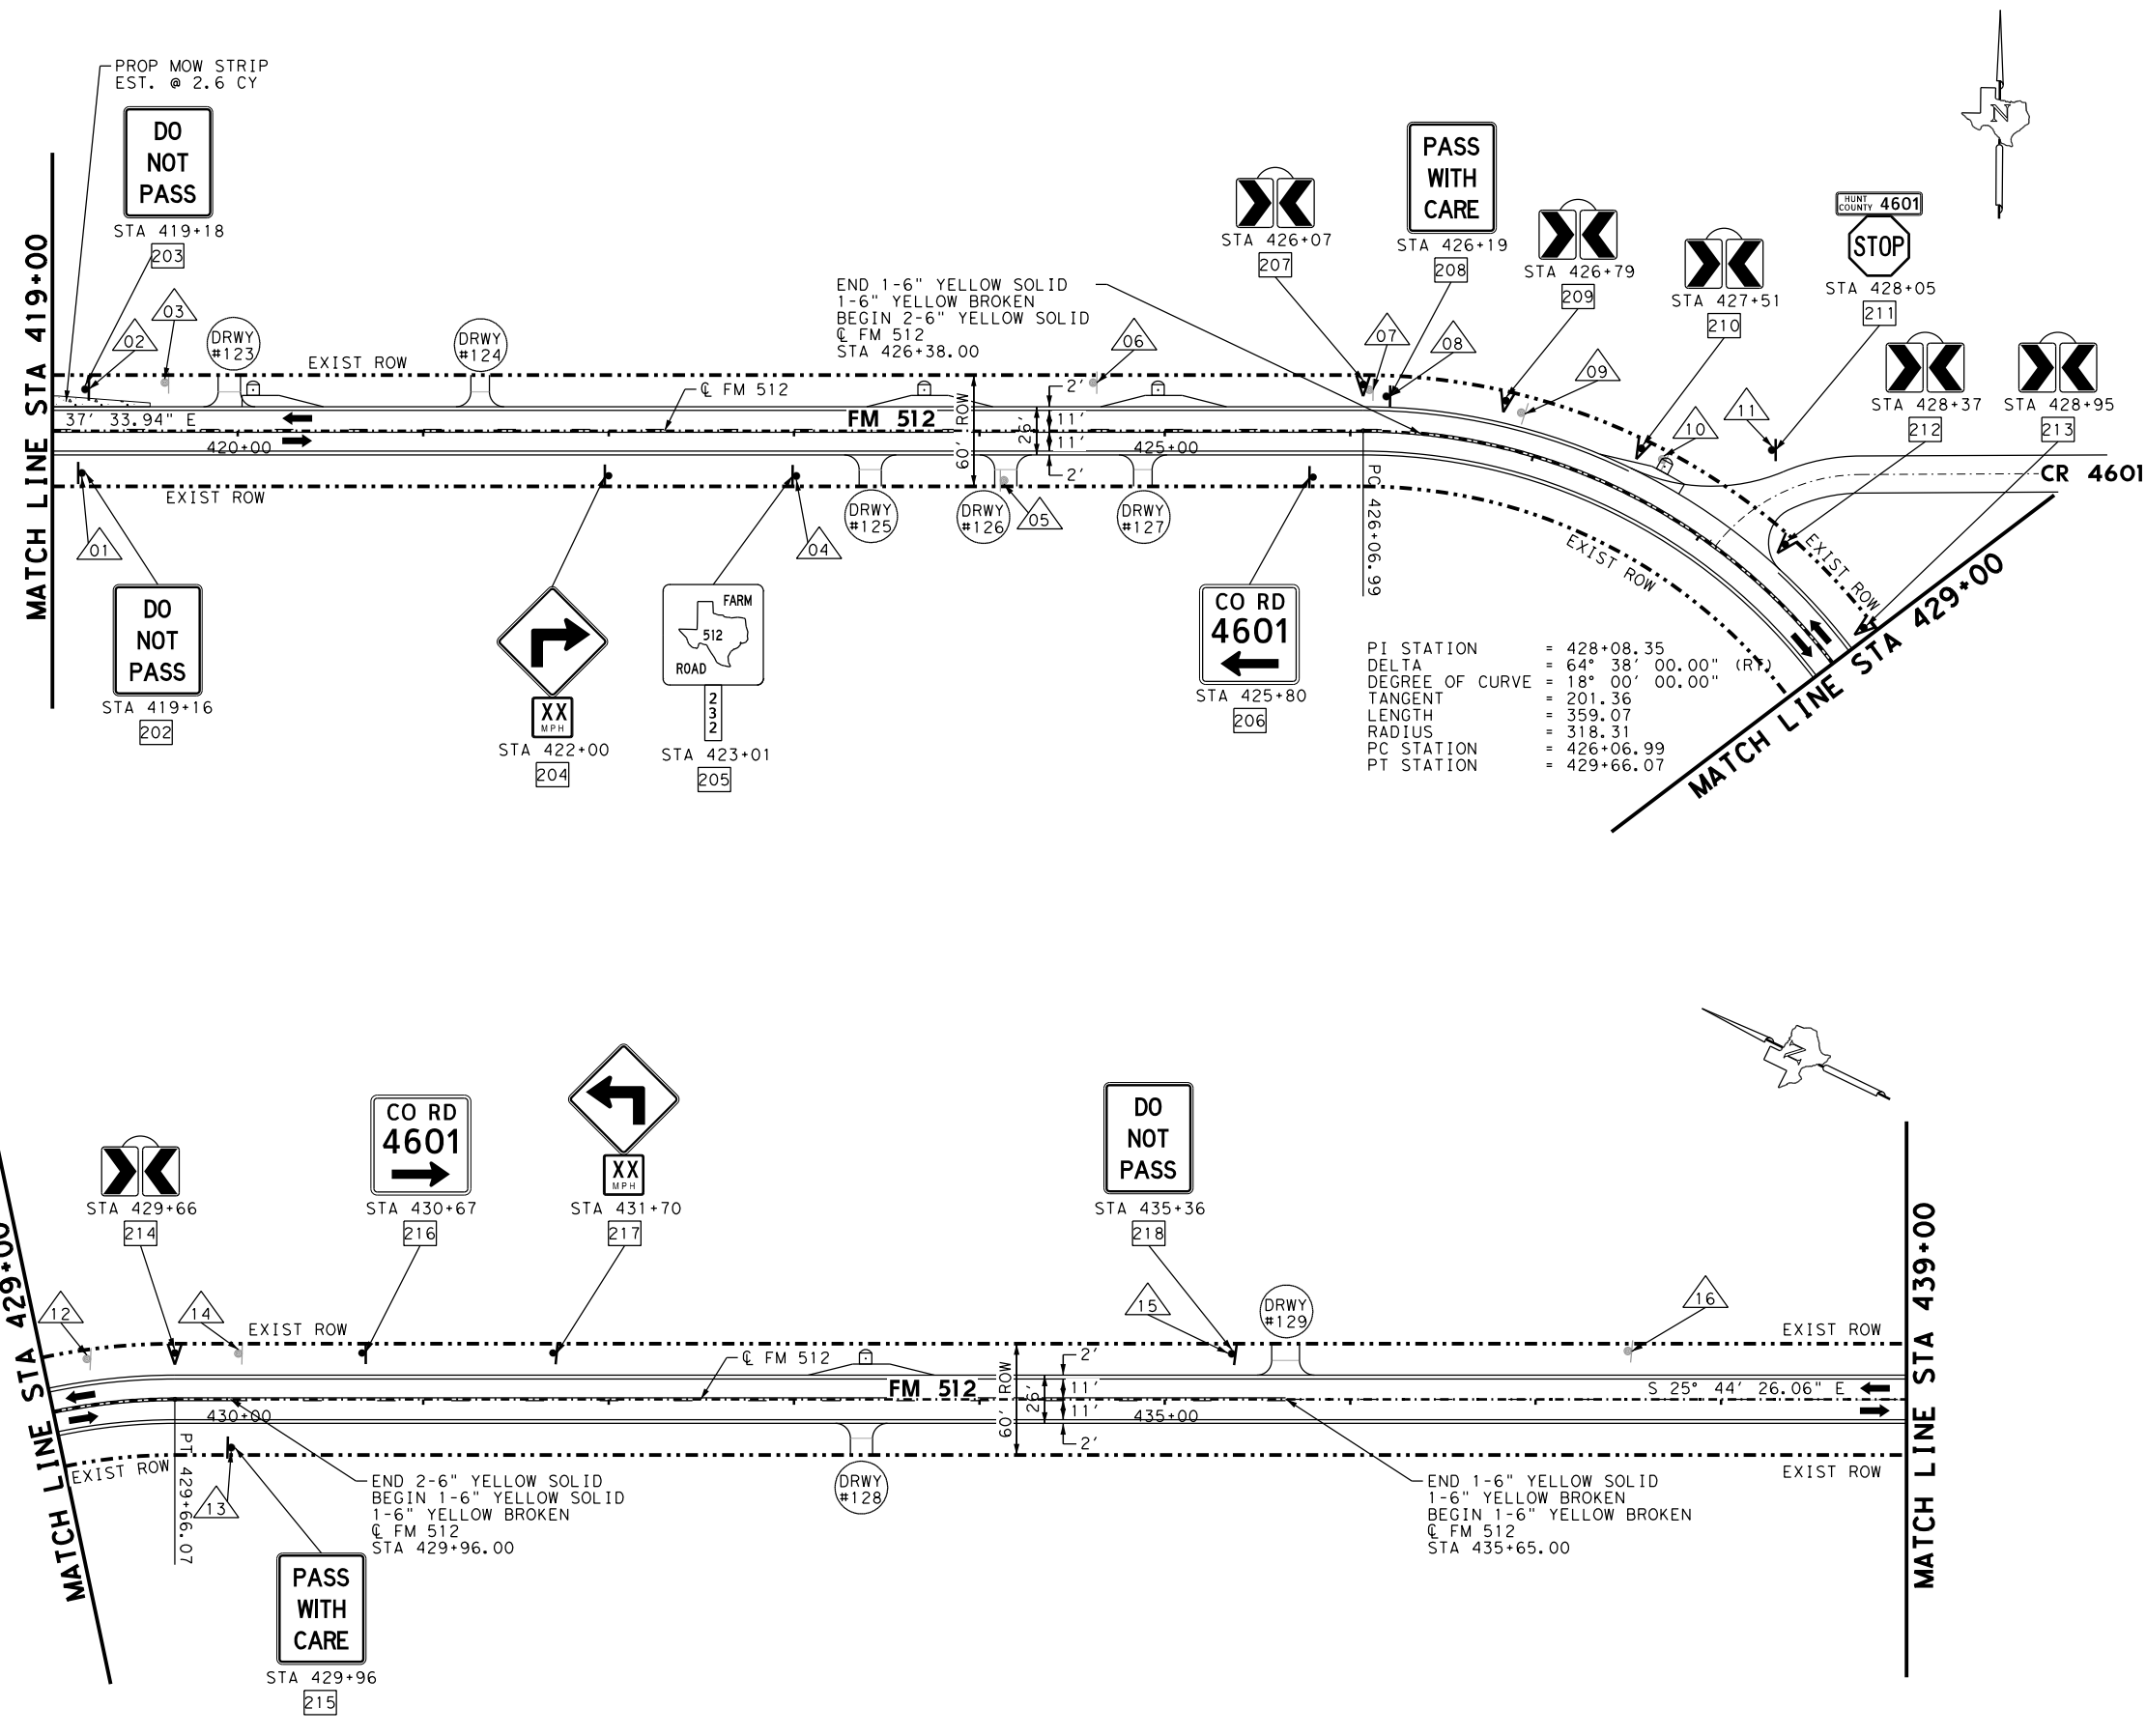 PROP MOW STRIP
EST. @ 2.6 CY
DO
NOT
PASS
STA 419+18
203
MATCH LINE STA 419+00
02
03
DRWY
#123
DRWY
#124
EXIST ROW
℄ FM 512
37' 33.94" E
420+00
EXIST ROW
01
DO
NOT
PASS
STA 419+16
202
XX
MPH
STA 422+00
204
FARM
512
ROAD
2
3
2
STA 423+01
205
04
DRWY
#125
DRWY
#126
05
DRWY
#127
FM 512
60' ROW
26'
2'
11'
11'
2'
425+00
END 1-6" YELLOW SOLID
1-6" YELLOW BROKEN
BEGIN 2-6" YELLOW SOLID
℄ FM 512
STA 426+38.00
06
STA 426+07
207
07
PASS
WITH
CARE
STA 426+19
208
08
STA 426+79
209
09
STA 427+51
210
10
HUNT
COUNTY 4601
STOP
STA 428+05
211
11
STA 428+37
212
STA 428+95
213
N
CR 4601
EXIST ROW
EXIST ROW
PC 426+06.99
CO RD
4601
STA 425+80
206
PI STATION = 428+08.35
DELTA = 64° 38' 00.00" (RT)
DEGREE OF CURVE = 18° 00' 00.00"
TANGENT = 201.36
LENGTH = 359.07
RADIUS = 318.31
PC STATION = 426+06.99
PT STATION = 429+66.07
MATCH LINE STA 429+00
N
MATCH LINE STA 429+00
12
STA 429+66
214
14
EXIST ROW
CO RD
4601
STA 430+67
216
XX
MPH
STA 431+70
217
℄ FM 512
FM 512
60' ROW
26'
2'
11'
11'
2'
DO
NOT
PASS
STA 435+36
218
15
DRWY
#129
16
EXIST ROW
S 25° 44' 26.06" E
430+00
435+00
EXIST ROW
PT 429+66.07
13
END 2-6" YELLOW SOLID
BEGIN 1-6" YELLOW SOLID
1-6" YELLOW BROKEN
℄ FM 512
STA 429+96.00
PASS
WITH
CARE
STA 429+96
215
DRWY
#128
END 1-6" YELLOW SOLID
1-6" YELLOW BROKEN
BEGIN 1-6" YELLOW BROKEN
℄ FM 512
STA 435+65.00
EXIST ROW
MATCH LINE STA 439+00